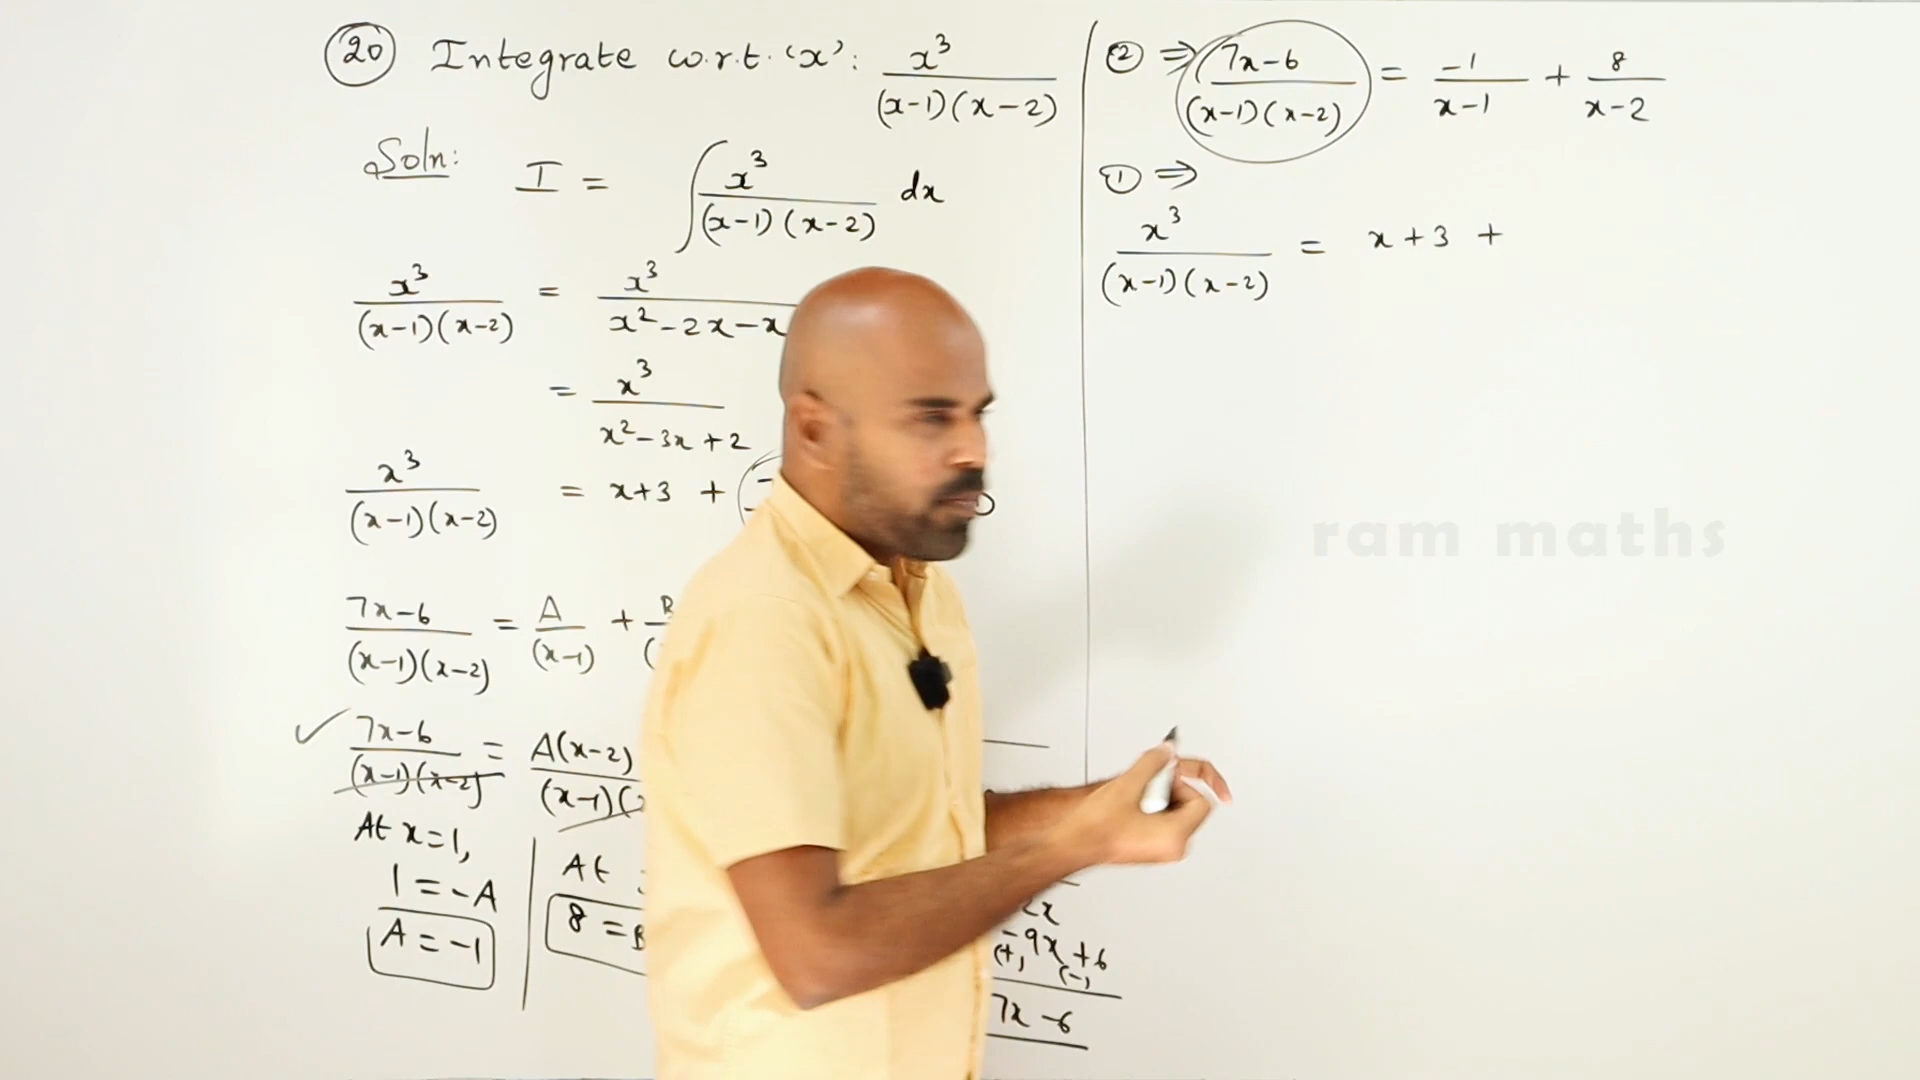 20 Integrate w.r.t. 'x': x³/((x-1)(x-2))
Soln: I = ∫ x³/((x-1)(x-2)) dx
x³/((x-1)(x-2)) = x³/(x²-2x-x
= x³/(x²-3x+2)
x³/((x-1)(x-2)) = x+3 +
(7x-6)/((x-1)(x-2)) = A/(x-1) +
(7x-6)/((x-1)(x-2)) = A(x-2)/((x-1)(
At x=1,
1 = -A
A = -1
At
8 = B
2x
-9x+6
(+) (-)
7x-6
② ⇒ (7x-6)/((x-1)(x-2)) = -1/(x-1) + 8/(x-2)
① ⇒
x³/((x-1)(x-2)) = x+3 +
ram maths